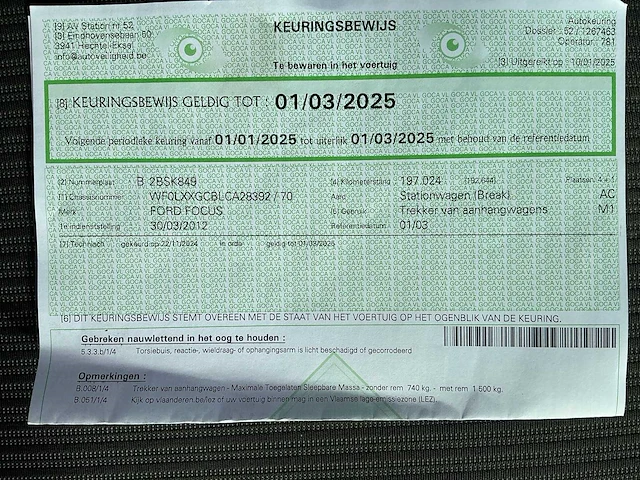 [9] AV Station nr 52
[9] Eindhovensebaan 50
3941 Hechtel-Eksel
info@autoveiligheid.be
KEURINGSBEWIJS
Te bewaren in het voertuig
Autokeuring
Dossier : 52 / 1267463
Operator : 781
[3] Uitgereikt op : 10/01/2025
[8] KEURINGSBEWIJS GELDIG TOT : 01/03/2025
Volgende periodieke keuring vanaf 01/01/2025 tot uiterlijk 01/03/2025 met behoud van de referentiedatum
[2] Nummerplaat B 2BSK849 [4] Kilometerstand : 197.024 (192.644) Plaatsen: 4 + 1
[1] Chassisnummer WF0LXXGCBLCA28392 / 70 Aard Stationwagen (Break) AC
Merk FORD FOCUS [5] Gebruik Trekker van aanhangwagens M1
1e indienststelling 30/03/2012 Referentiedatum 01/03
[7] Technisch gekeurd op 22/11/2024 in orde geldig tot 01/03/2025
[6] DIT KEURINGSBEWIJS STEMT OVEREEN MET DE STAAT VAN HET VOERTUIG OP HET OGENBLIK VAN DE KEURING.
Gebreken nauwlettend in het oog te houden :
5.3.3.b/1/4 Torsiebuis, reactie-, wieldraag- of ophangingsarm is licht beschadigd of gecorrodeerd
Opmerkingen :
B.008/1/4 Trekker van aanhangwagen - Maximale Toegelaten Sleepbare Massa - zonder rem 740 kg. - met rem 1 500 kg.
B.051/1/4 Kijk op vlaanderen.be/lez of uw voertuig binnen mag in een Vlaamse lage-emissiezone (LEZ).